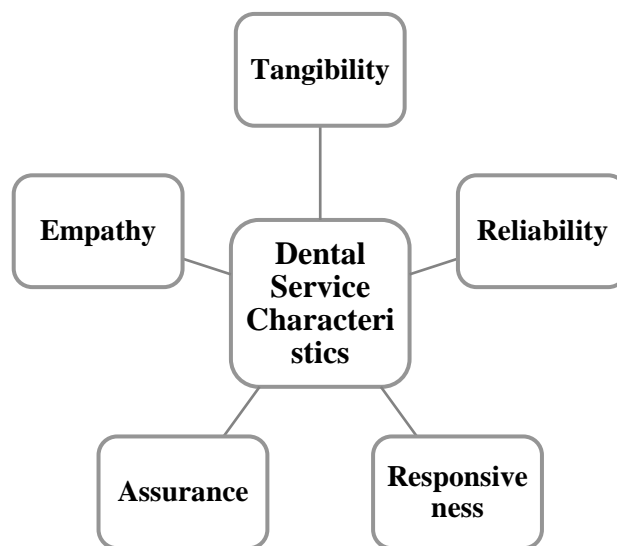 Tangibility
Empathy
Reliability
Dental
Service
Characteri
stics
Assurance
Responsive
ness